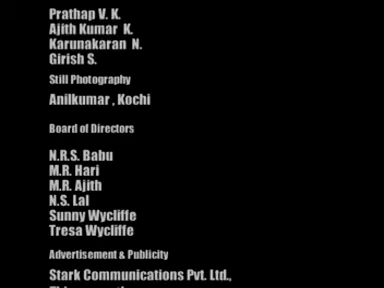 Prathap V. K.
Ajith Kumar K.
Karunakaran N.
Girish S.
Still Photography
Anilkumar , Kochi
Board of Directors
N.R.S. Babu
M.R. Hari
M.R. Ajith
N.S. Lal
Sunny Wycliffe
Tresa Wycliffe
Advertisement & Publicity
Stark Communications Pvt. Ltd.,